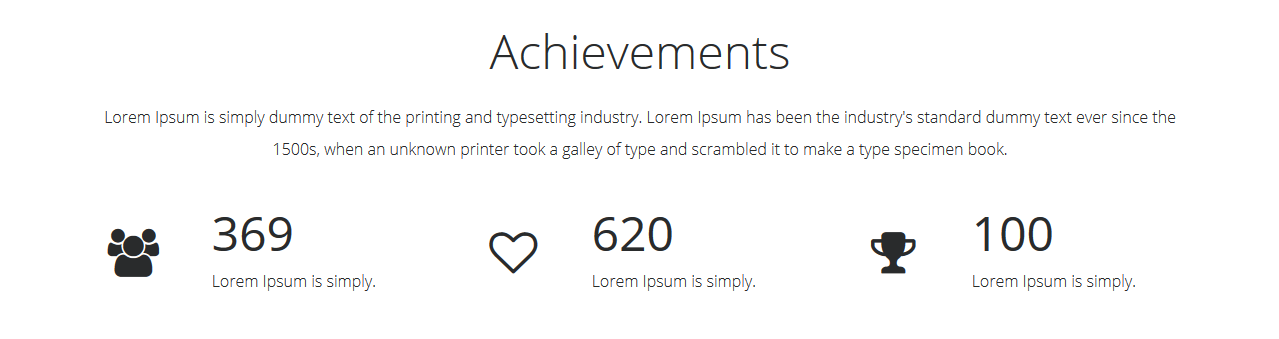 Achievements
Lorem Ipsum is simply dummy text of the printing and typesetting industry. Lorem Ipsum has been the industry's standard dummy text ever since the
1500s, when an unknown printer took a galley of type and scrambled it to make a type specimen book.
369
Lorem Ipsum is simply.
620
Lorem Ipsum is simply.
100
Lorem Ipsum is simply.